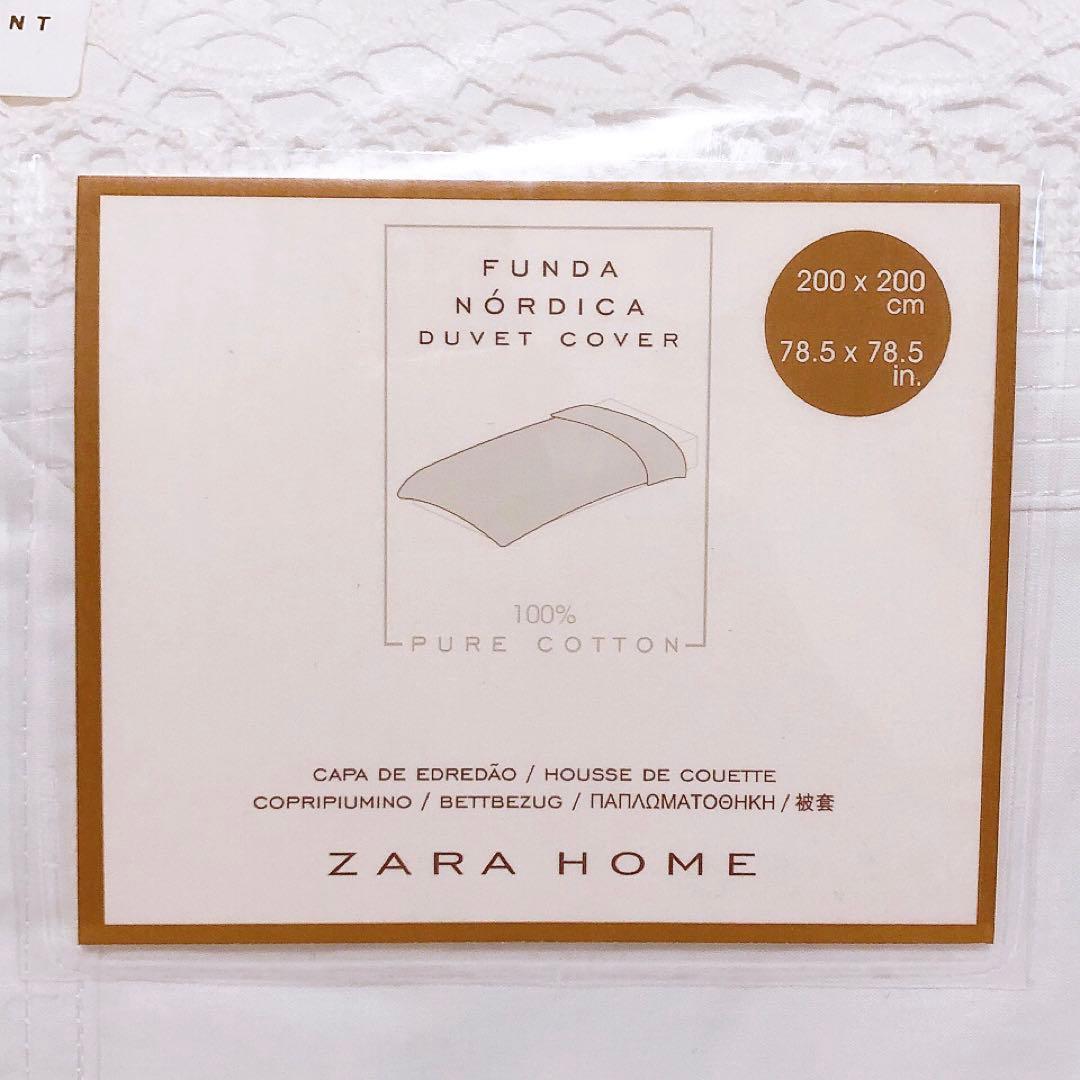 NT
FUNDA
NÓRDICA
DUVET COVER
200 x 200
cm
78.5 x 78.5
in.
100%
PURE COTTON
CAPA DE EDREDÃO / HOUSSE DE COUETTE
COPRIPIUMINO / BETTBEZUG / ΠΑΠΛΩΜΑΤΟΘΗΚΗ / 被套
ZARA HOME